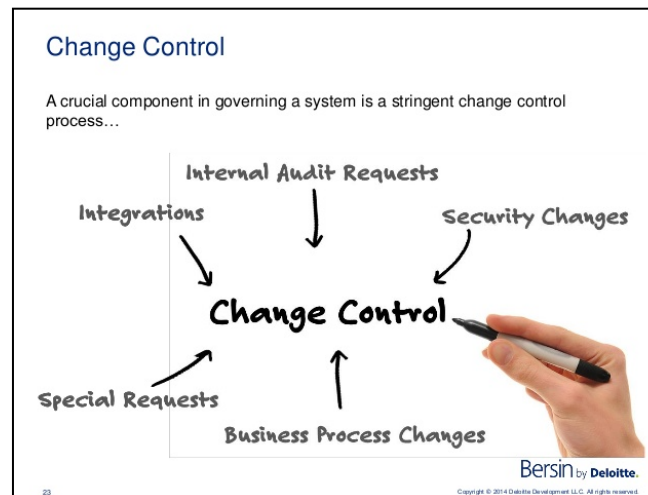 Change Control
A crucial component in governing a system is a stringent change control
process…
Internal Audit Requests
Integrations
Security Changes
Change Control
Special Requests
Business Process Changes
Bersin by Deloitte.
23
Copyright © 2014 Deloitte Development LLC. All rights reserved.